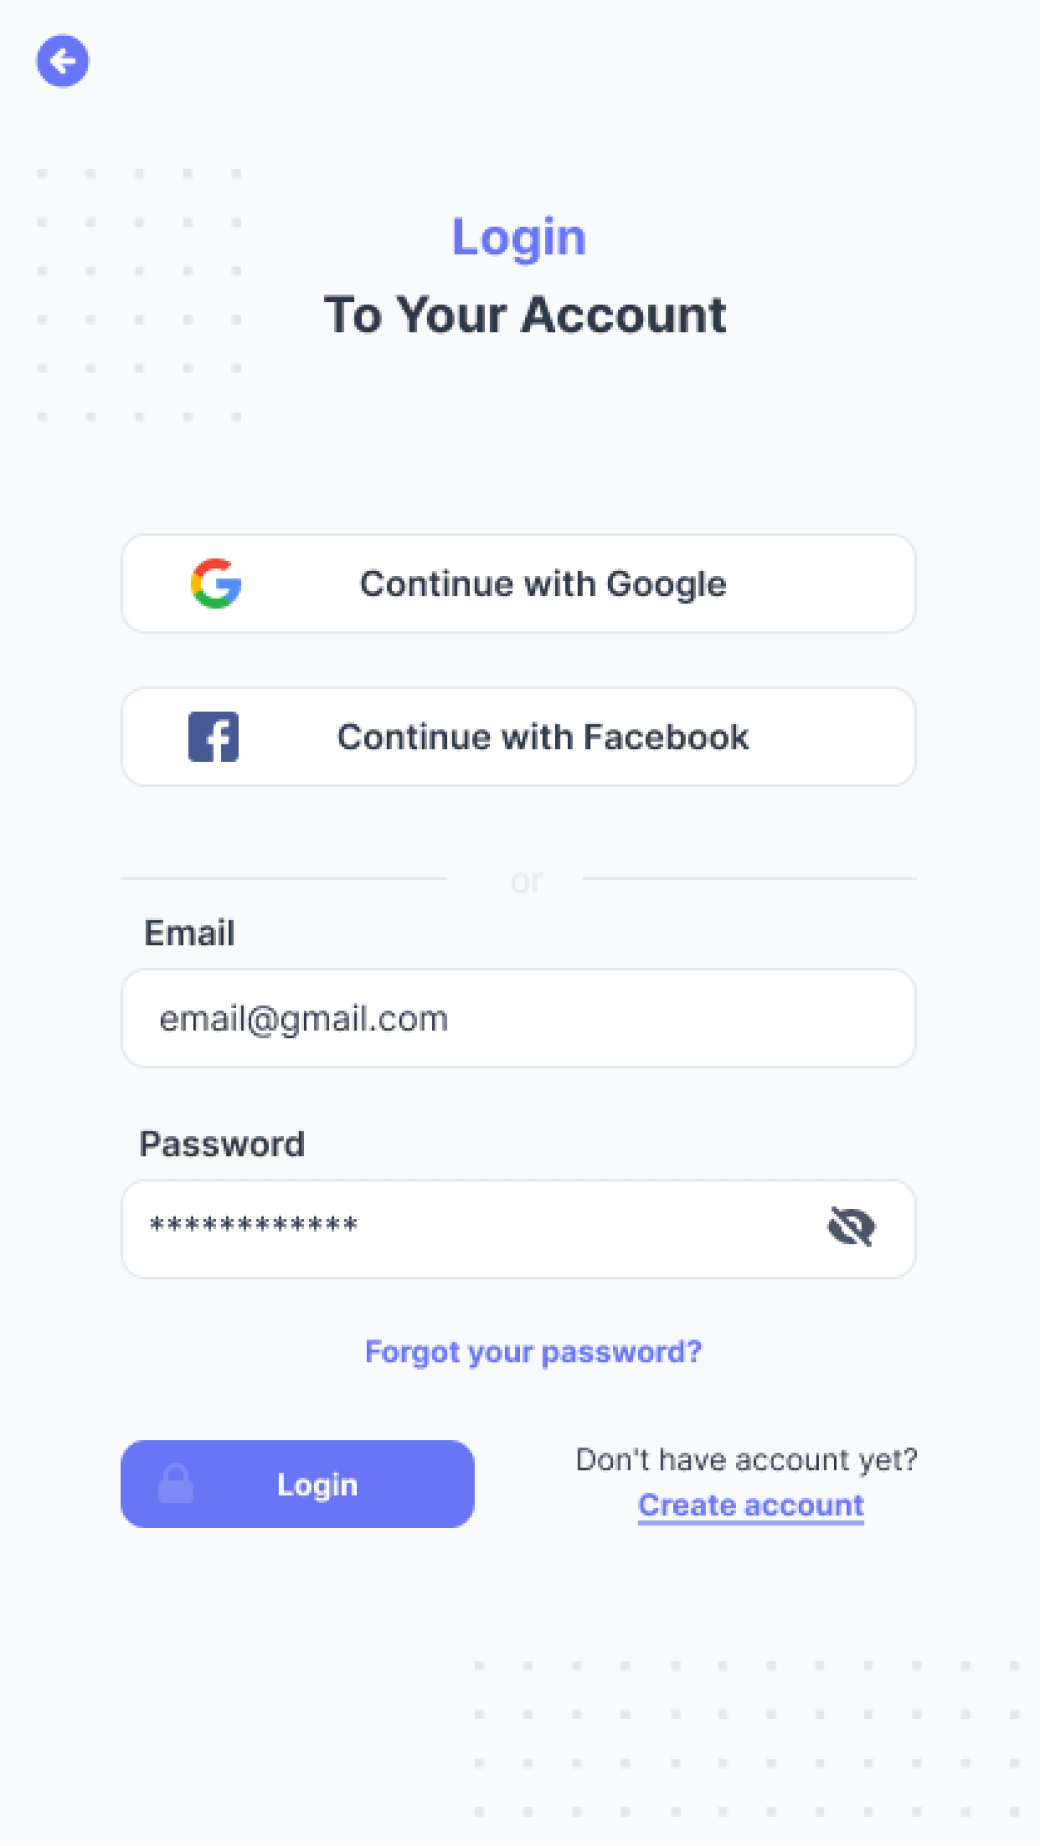 Login
To Your Account
Continue with Google
Continue with Facebook
or
Email
email@gmail.com
Password
************
Forgot your password?
Login
Don't have account yet?
Create account